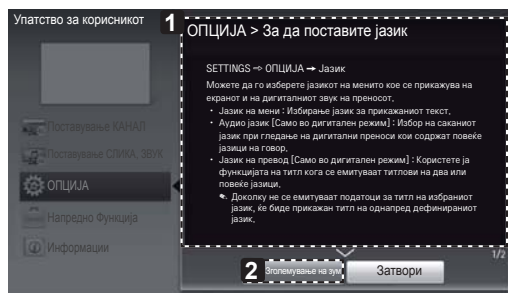 Упатство за корисникот
Поставување КАНАЛ
Поставување СЛИКА, ЗВУК
ОПЦИЈА
Напредно Функција
Информации
1
ОПЦИЈА > За да поставите јазик
SETTINGS ⇨ ОПЦИЈА ➙ Јазик
Можете да го изберете јазикот на менито кое се прикажува на
екранот и дигиталниот звук на преносот.
• Јазик на мени : Избирање јазик за прикажаниот текст.
• Аудио јазик [Само во дигитален режим] : Избор на саканиот
јазик при гледање на дигитални преноси кои содржат повеќе
јазици на говор.
• Јазик на превод [Само во дигитален режим] : Користете ја
функцијата на титл кога се емитуваат титлови на два или
повеќе јазици.
✎ Доколку не се емитуваат податоци за титл на избраниот
јазик, ќе биде прикажан титл на однапред дефинираниот
јазик.
1/2
2
Зголемување на зум
Затвори